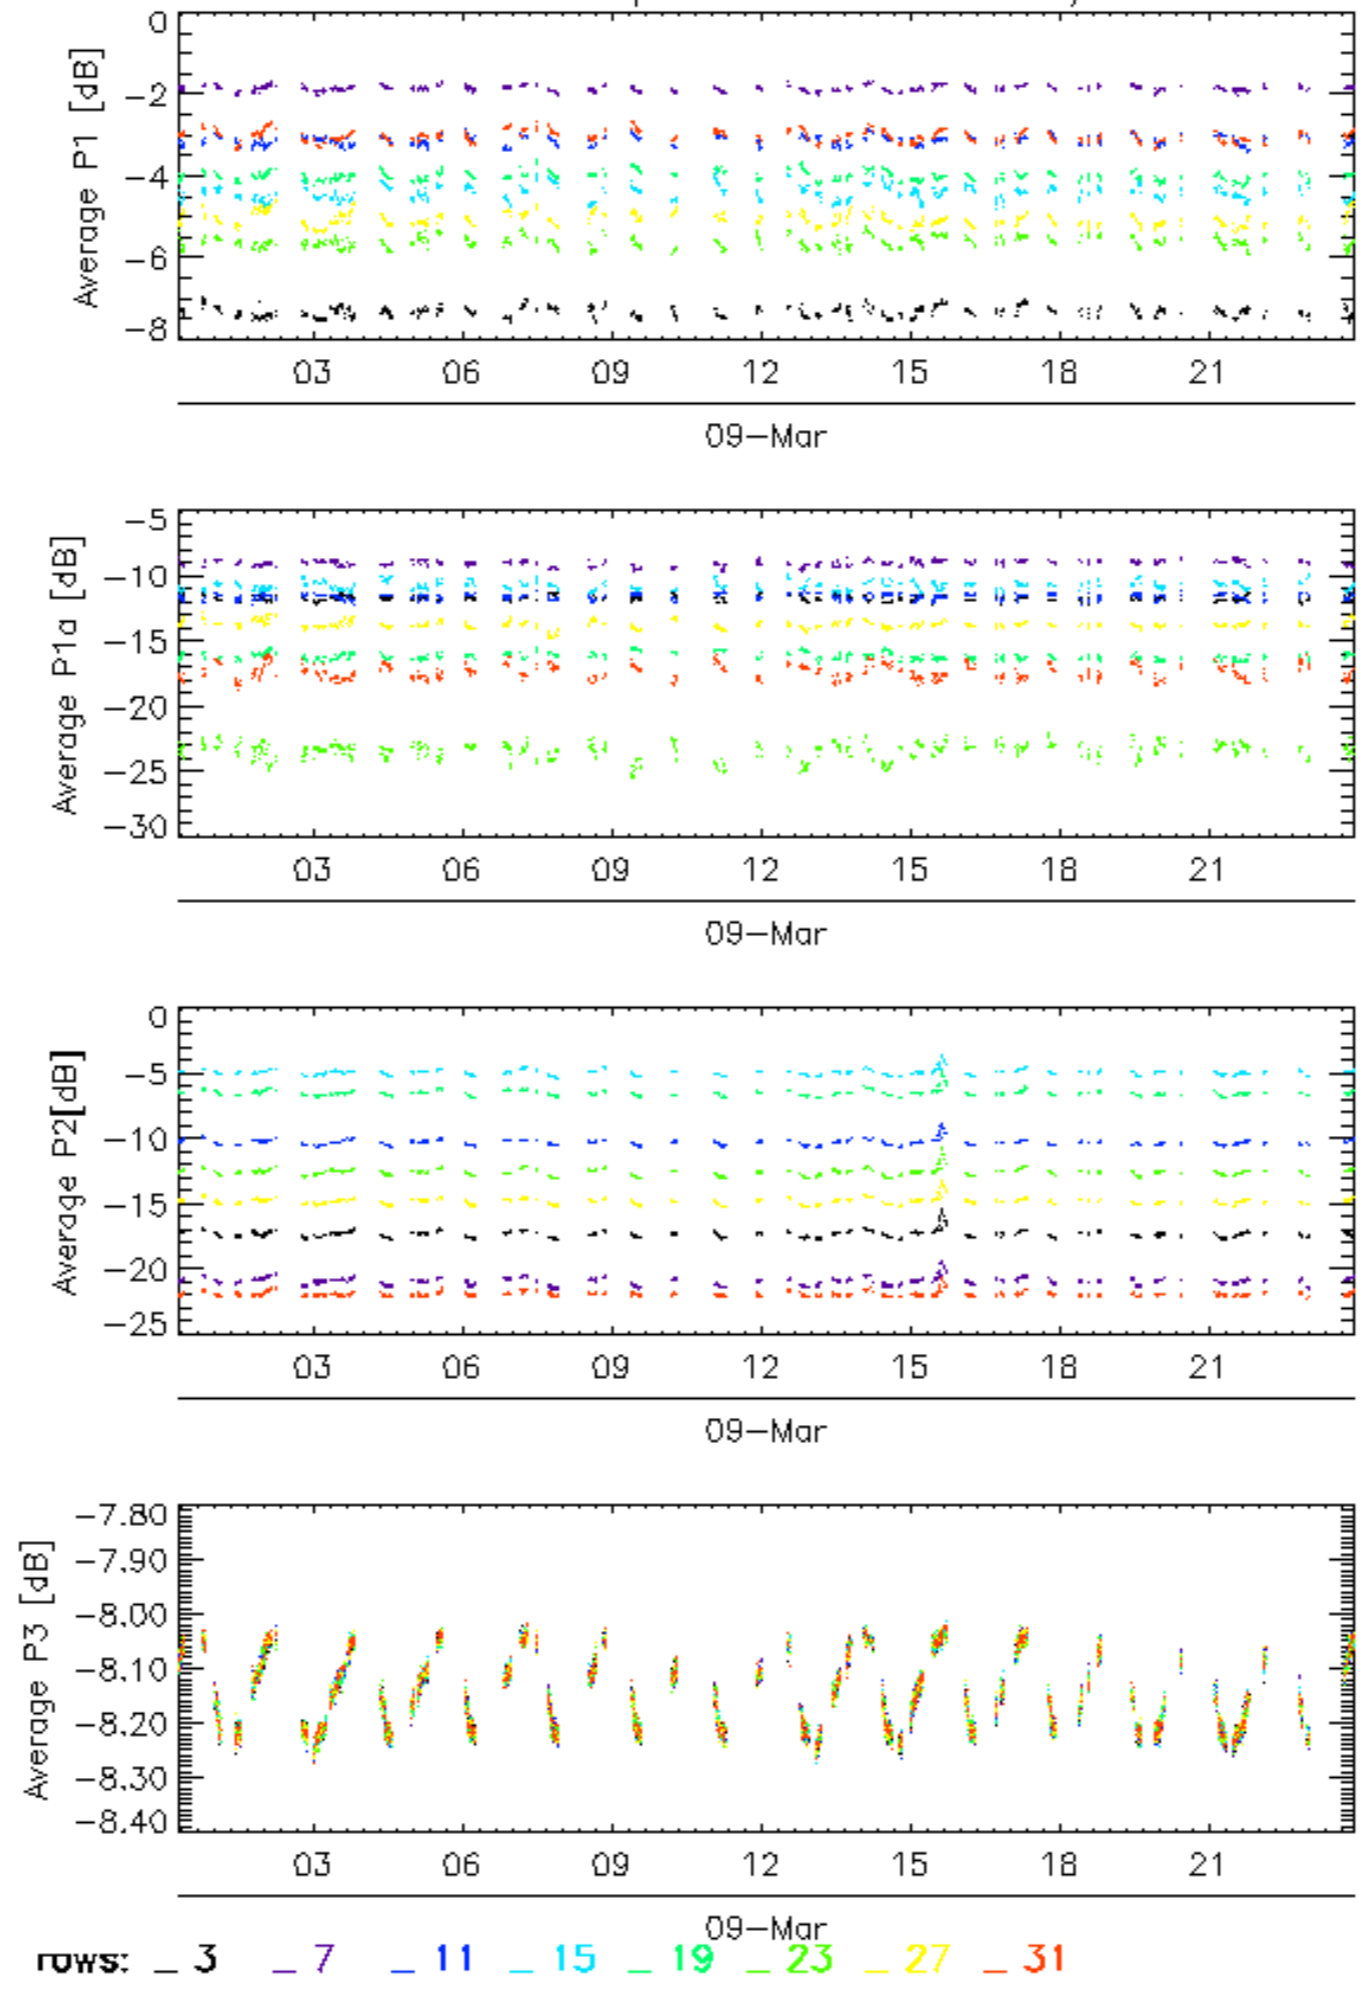 0
-2
-4
-6
-8
Average P1 [dB]
03 06 09 12 15 18 21
09-Mar
-5
-10
-15
-20
-25
-30
Average P1a [dB]
03 06 09 12 15 18 21
09-Mar
0
-5
-10
-15
-20
-25
Average P2[dB]
03 06 09 12 15 18 21
09-Mar
-7.80
-7.90
-8.00
-8.10
-8.20
-8.30
-8.40
Average P3 [dB]
03 06 09 12 15 18 21
09-Mar
rows: _ 3 _ 7 _ 11 _ 15 _ 19 _ 23 _ 27 _ 31